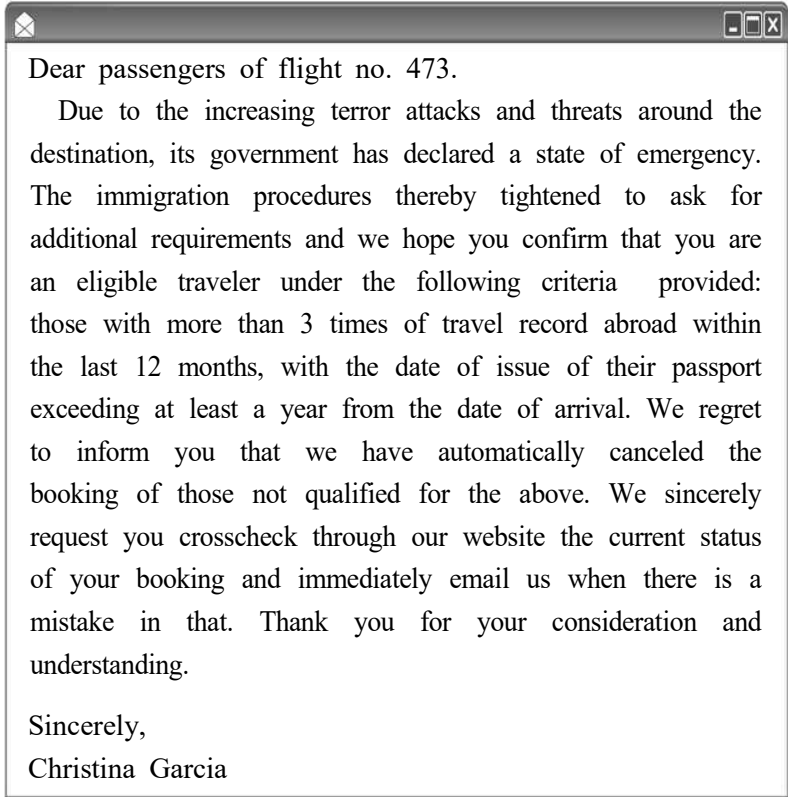 Dear passengers of flight no. 473.
Due to the increasing terror attacks and threats around the
destination, its government has declared a state of emergency.
The immigration procedures thereby tightened to ask for
additional requirements and we hope you confirm that you are
an eligible traveler under the following criteria provided:
those with more than 3 times of travel record abroad within
the last 12 months, with the date of issue of their passport
exceeding at least a year from the date of arrival. We regret
to inform you that we have automatically canceled the
booking of those not qualified for the above. We sincerely
request you crosscheck through our website the current status
of your booking and immediately email us when there is a
mistake in that. Thank you for your consideration and
understanding.
Sincerely,
Christina Garcia